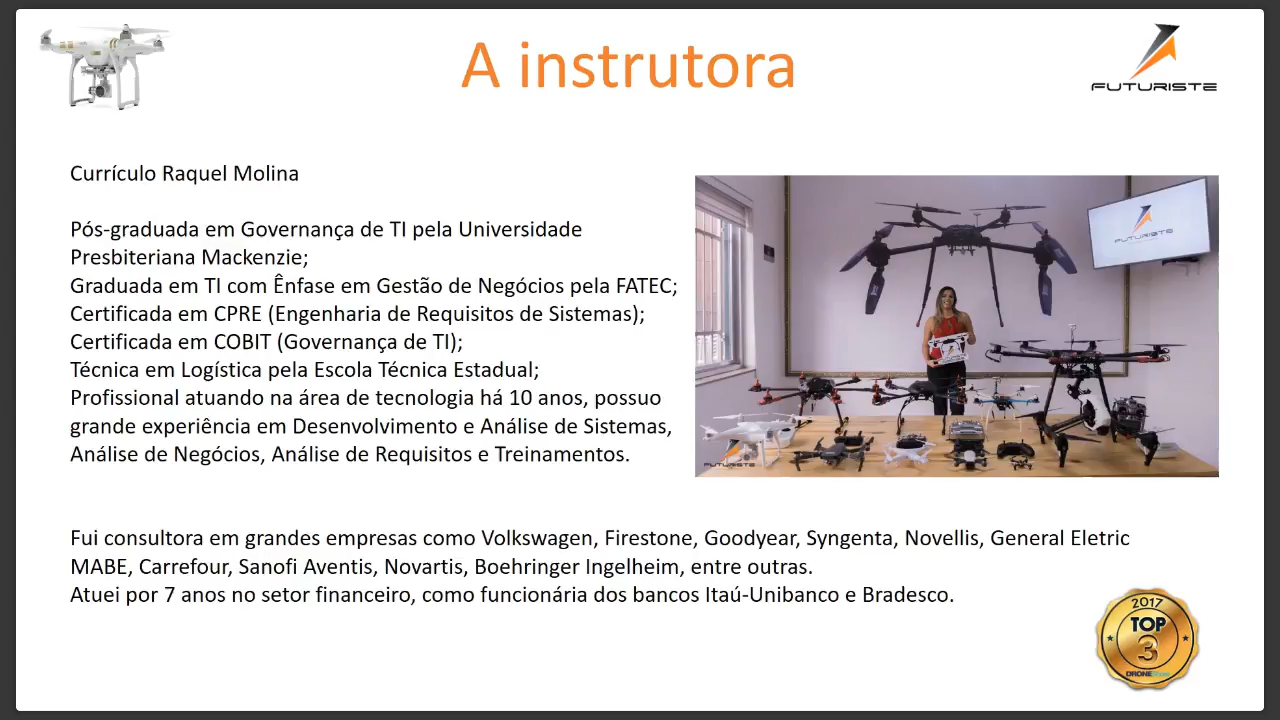 A instrutora
FUTURISTE
Currículo Raquel Molina
Pós-graduada em Governança de TI pela Universidade
Presbiteriana Mackenzie;
Graduada em TI com Ênfase em Gestão de Negócios pela FATEC;
Certificada em CPRE (Engenharia de Requisitos de Sistemas);
Certificada em COBIT (Governança de TI);
Técnica em Logística pela Escola Técnica Estadual;
Profissional atuando na área de tecnologia há 10 anos, possuo
grande experiência em Desenvolvimento e Análise de Sistemas,
Análise de Negócios, Análise de Requisitos e Treinamentos.
FUTURISTE
FUTURISTE
Fui consultora em grandes empresas como Volkswagen, Firestone, Goodyear, Syngenta, Novellis, General Eletric
MABE, Carrefour, Sanofi Aventis, Novartis, Boehringer Ingelheim, entre outras.
Atuei por 7 anos no setor financeiro, como funcionária dos bancos Itaú-Unibanco e Bradesco.
2017
TOP
3